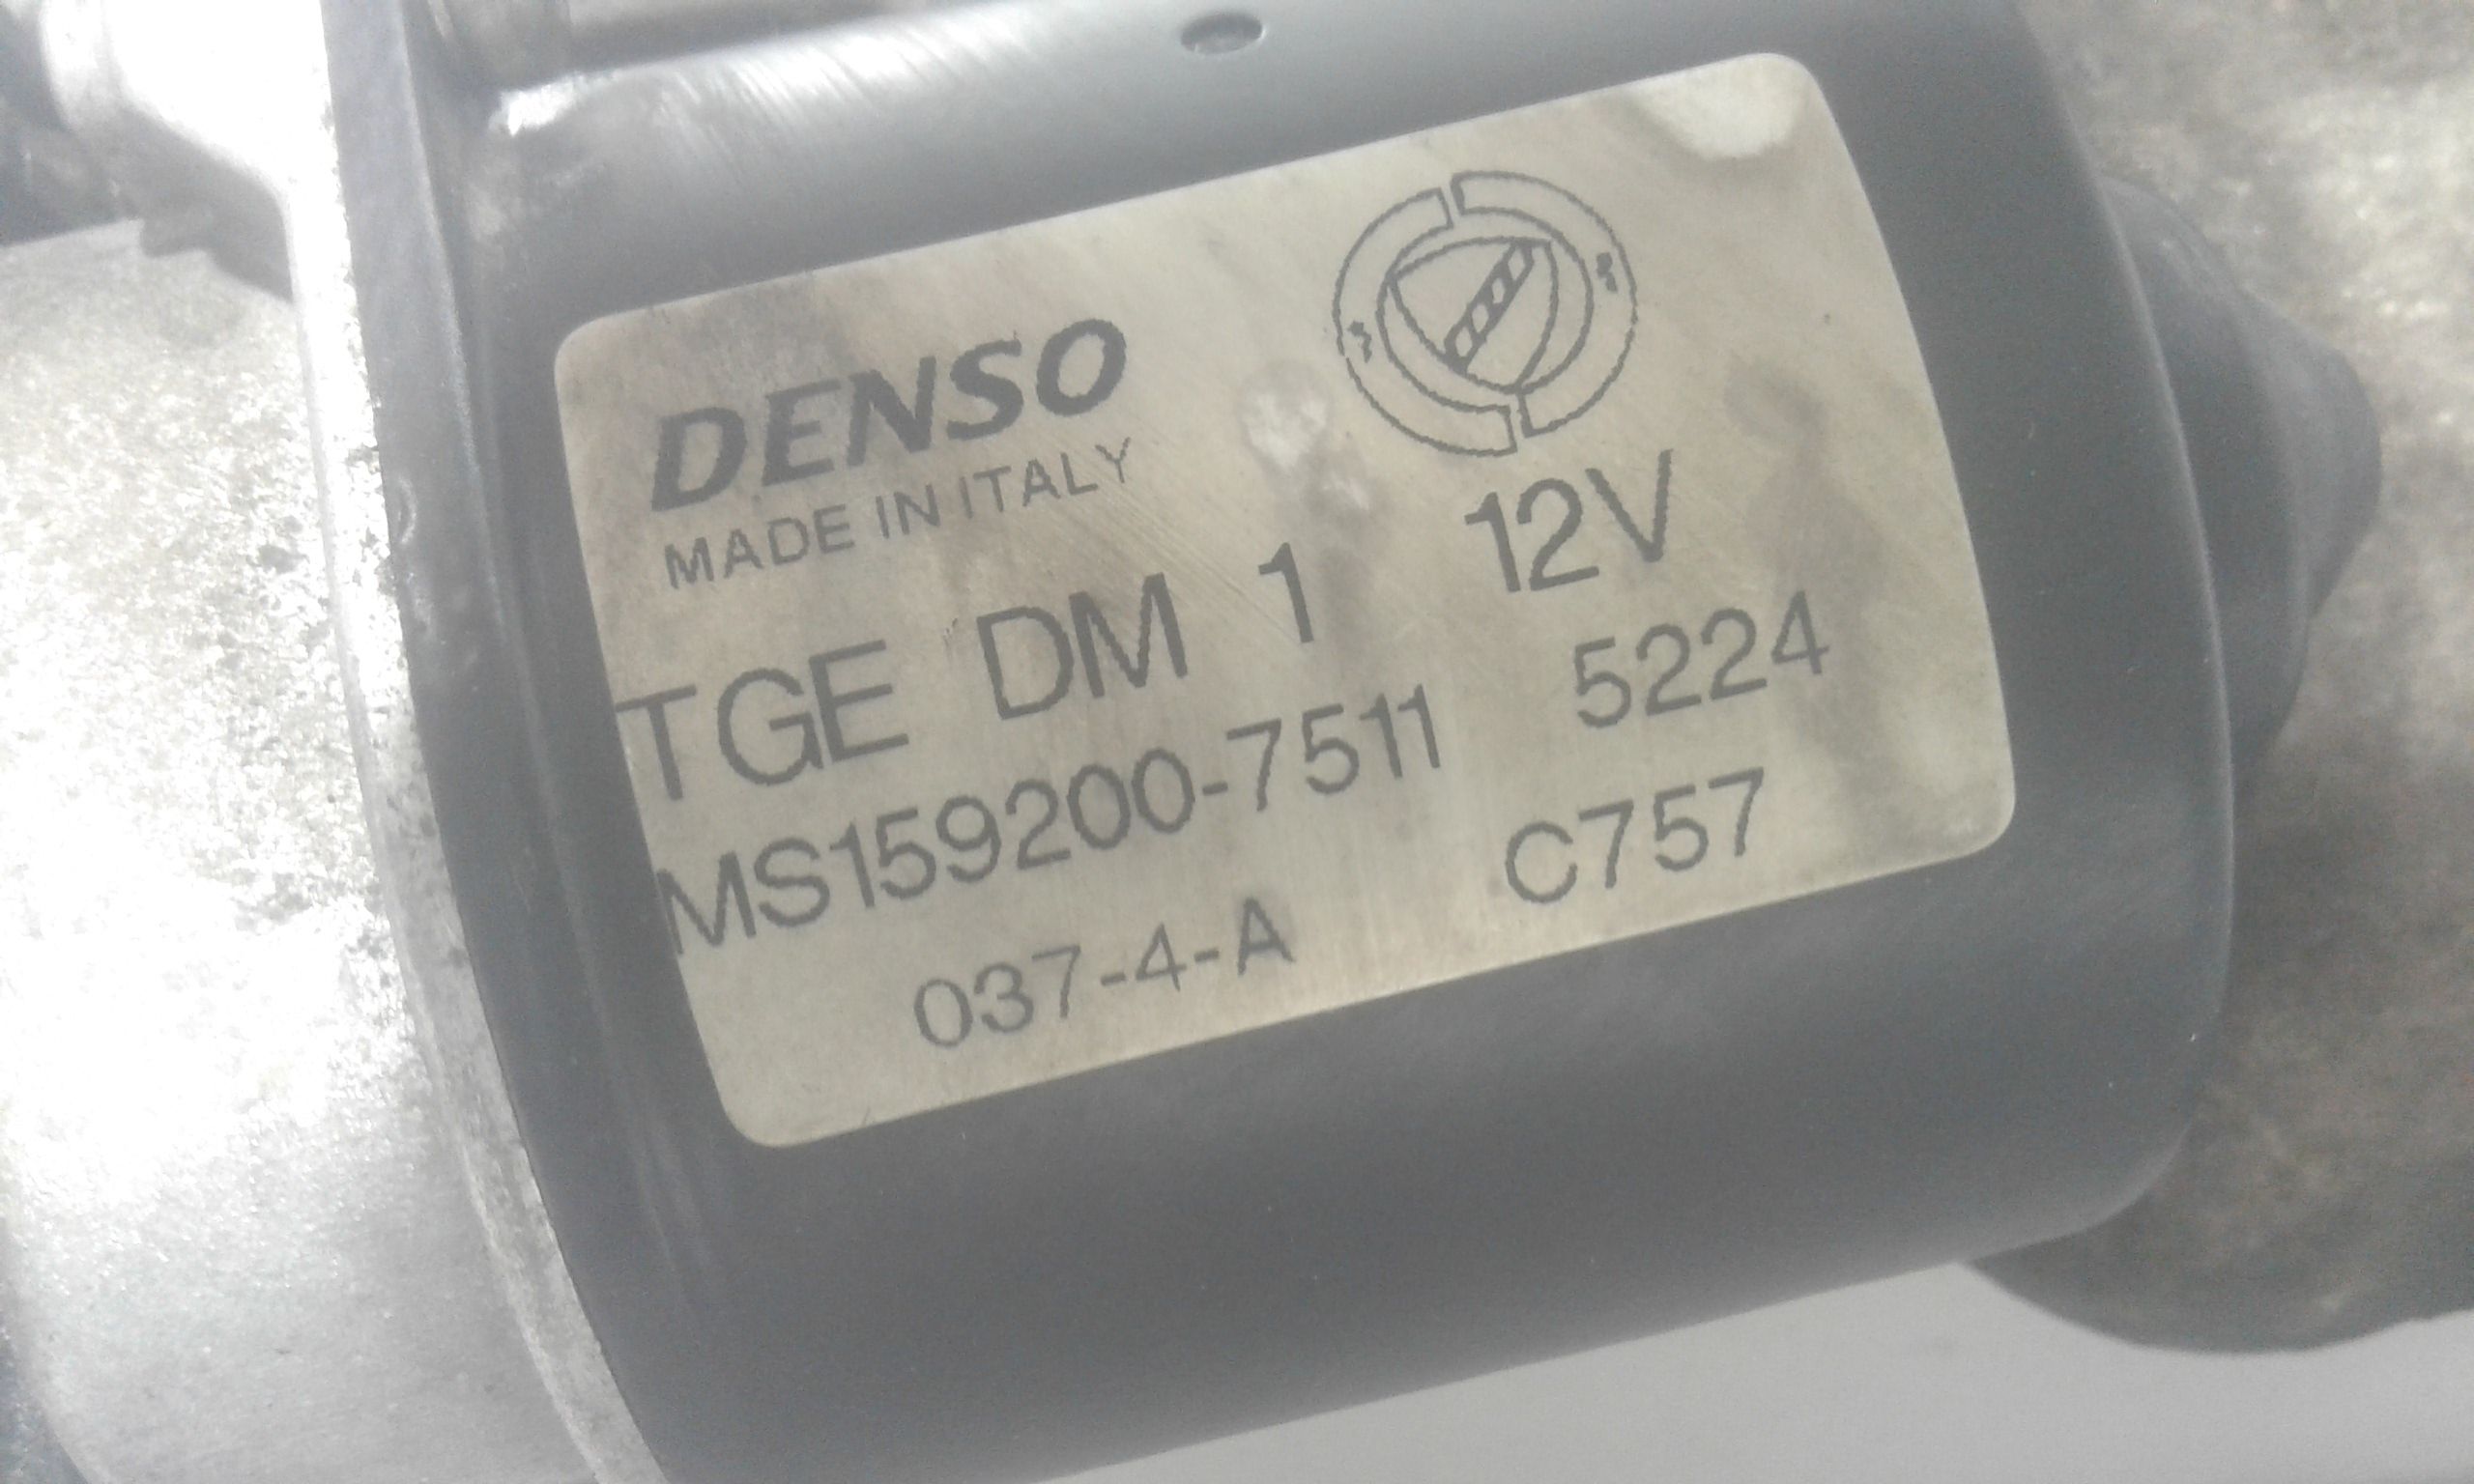 DENSO
MADE IN ITALY
TGE DM 1 12V
MS159200-7511 5224
037-4-A C757